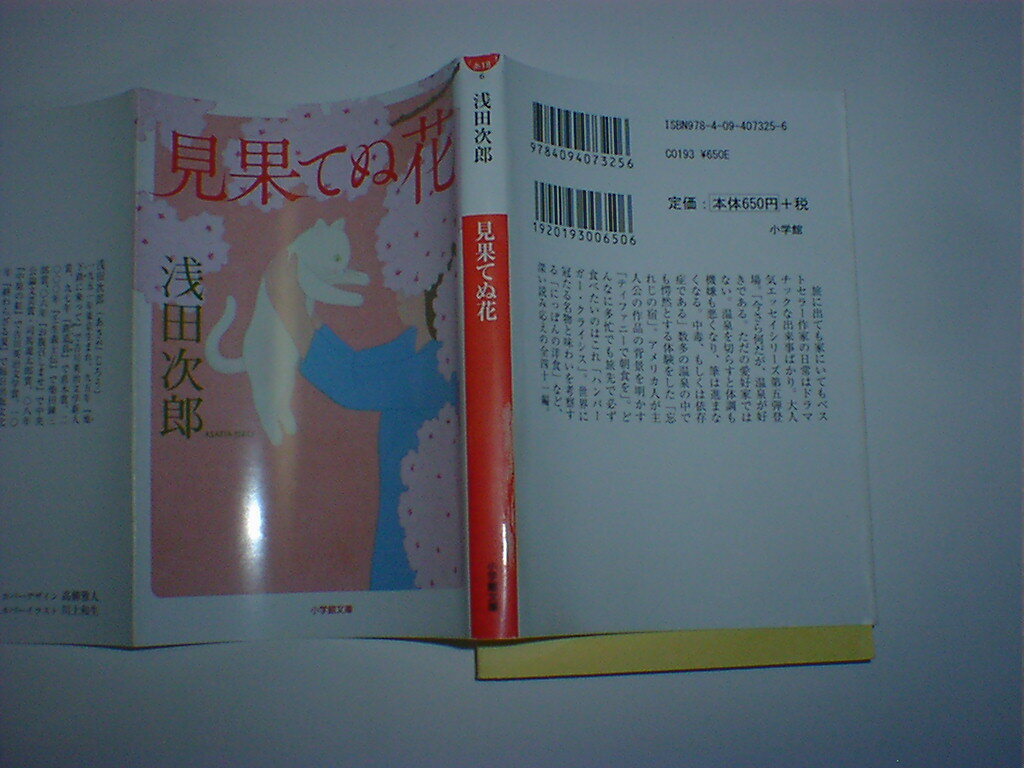 見果てぬ花
浅田次郎
ASADA JIRO
小学館文庫
カバーデザイン 高柳雅人
カバーイラスト 川上和生
あ-18
6
浅田次郎
見果てぬ花
小学館文庫
9784094073256
ISBN978-4-09-407325-6
C0193 ¥650E
1920193006506
定価:本体650円+税
小学館
旅に出ても家にいてもベス
トセラー作家の日常はドラマ
チックな出来事ばかり。大人
気エッセイシリーズ第五弾登
場。「今さら何だが、温泉が好
きである。ただの愛好家では
ない。温泉を切らすと体調も
機嫌も悪くなり、筆は進まな
くなる。中毒、もしくは依存
症である」数多の温泉の中で
も愕然とする体験をした「忘
れじの宿」。アメリカ人が主
人公の作品の背景を明かす
「ティファニーで朝食を」。ど
んなに多忙でも旅先で必ず
食べたいのはこれ「ハンバー
ガー・クライシス」。世界に
冠たる名物と味わいを考察す
る「にっぽんの洋食」など、
深い読み応えの全四十一編。